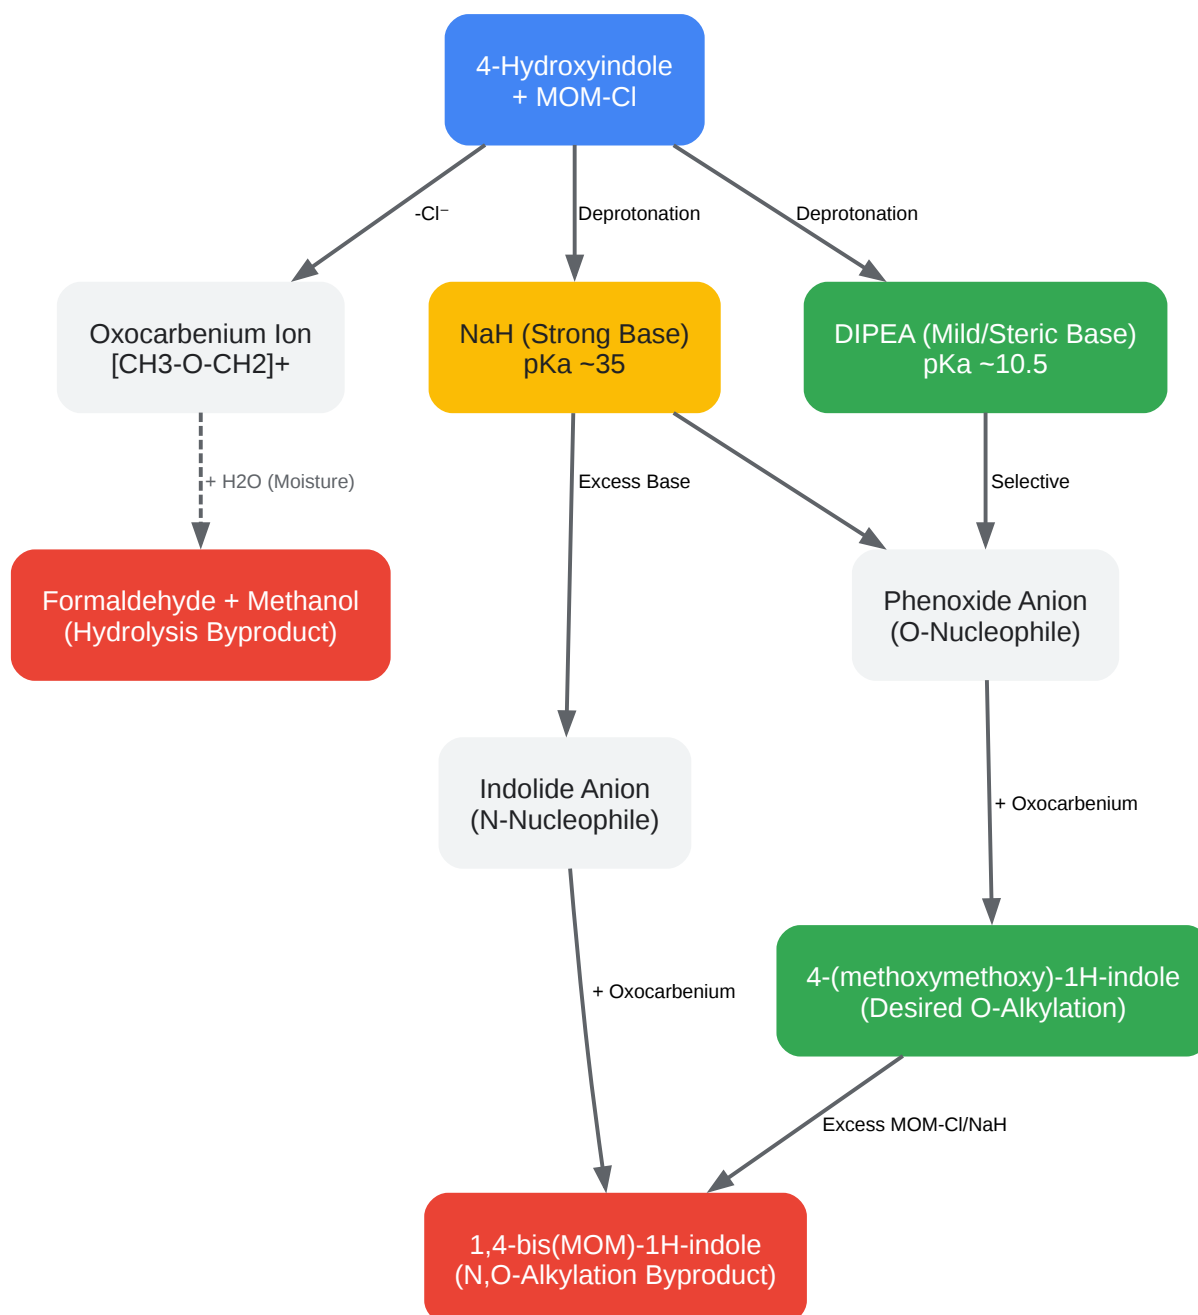 4-Hydroxyindole
+ MOM-Cl
-Cl⁻
Deprotonation
Deprotonation
Oxocarbenium Ion
[CH3-O-CH2]+
NaH (Strong Base)
pKa ~35
DIPEA (Mild/Steric Base)
pKa ~10.5
+ H2O (Moisture)
Excess Base
Selective
Formaldehyde + Methanol
(Hydrolysis Byproduct)
Phenoxide Anion
(O-Nucleophile)
Indolide Anion
(N-Nucleophile)
+ Oxocarbenium
+ Oxocarbenium
4-(methoxymethoxy)-1H-indole
(Desired O-Alkylation)
Excess MOM-Cl/NaH
1,4-bis(MOM)-1H-indole
(N,O-Alkylation Byproduct)